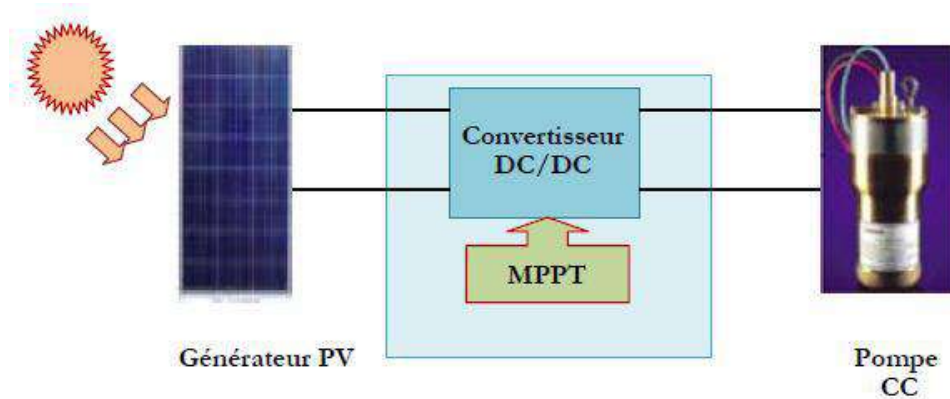 Convertisseur
DC/DC
MPPT
Générateur PV
Pompe
CC